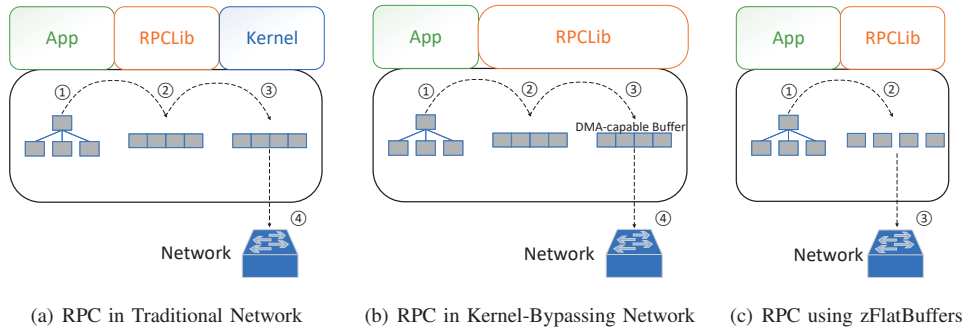 App RPCLib Kernel
① ② ③
④
Network
(a) RPC in Traditional Network
App RPCLib
① ② ③
DMA-capable Buffer
④
Network
(b) RPC in Kernel-Bypassing Network
App RPCLib
① ②
③
Network
(c) RPC using zFlatBuffers